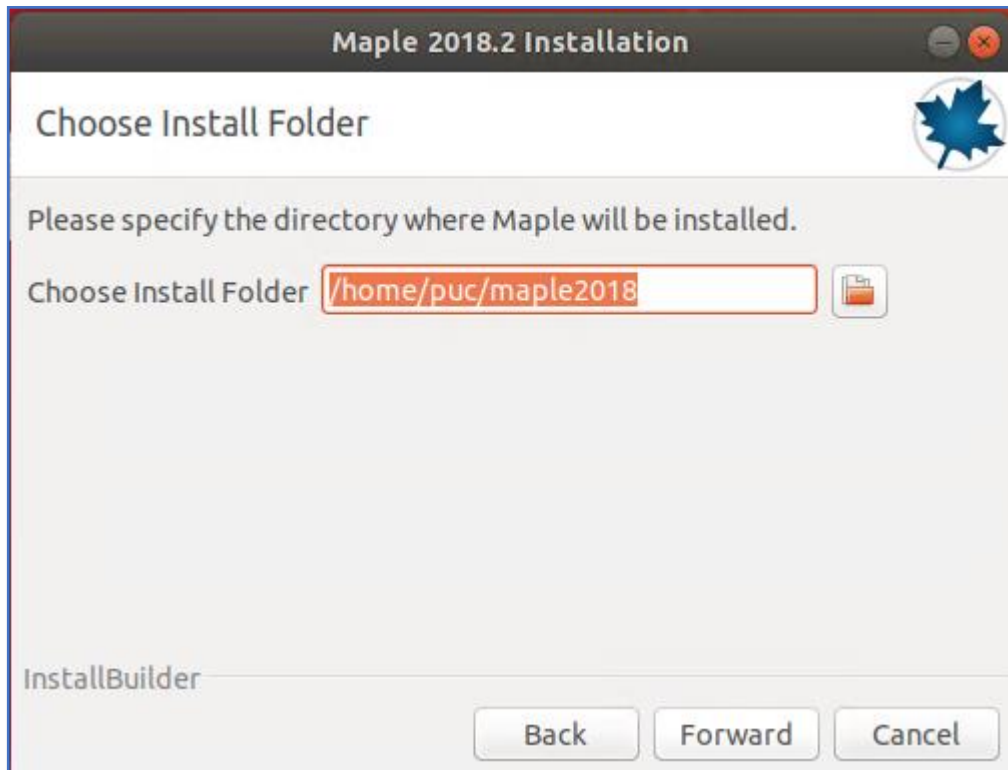 Maple 2018.2 Installation
Choose Install Folder
Please specify the directory where Maple will be installed.
Choose Install Folder /home/puc/maple2018
InstallBuilder
Back Forward Cancel